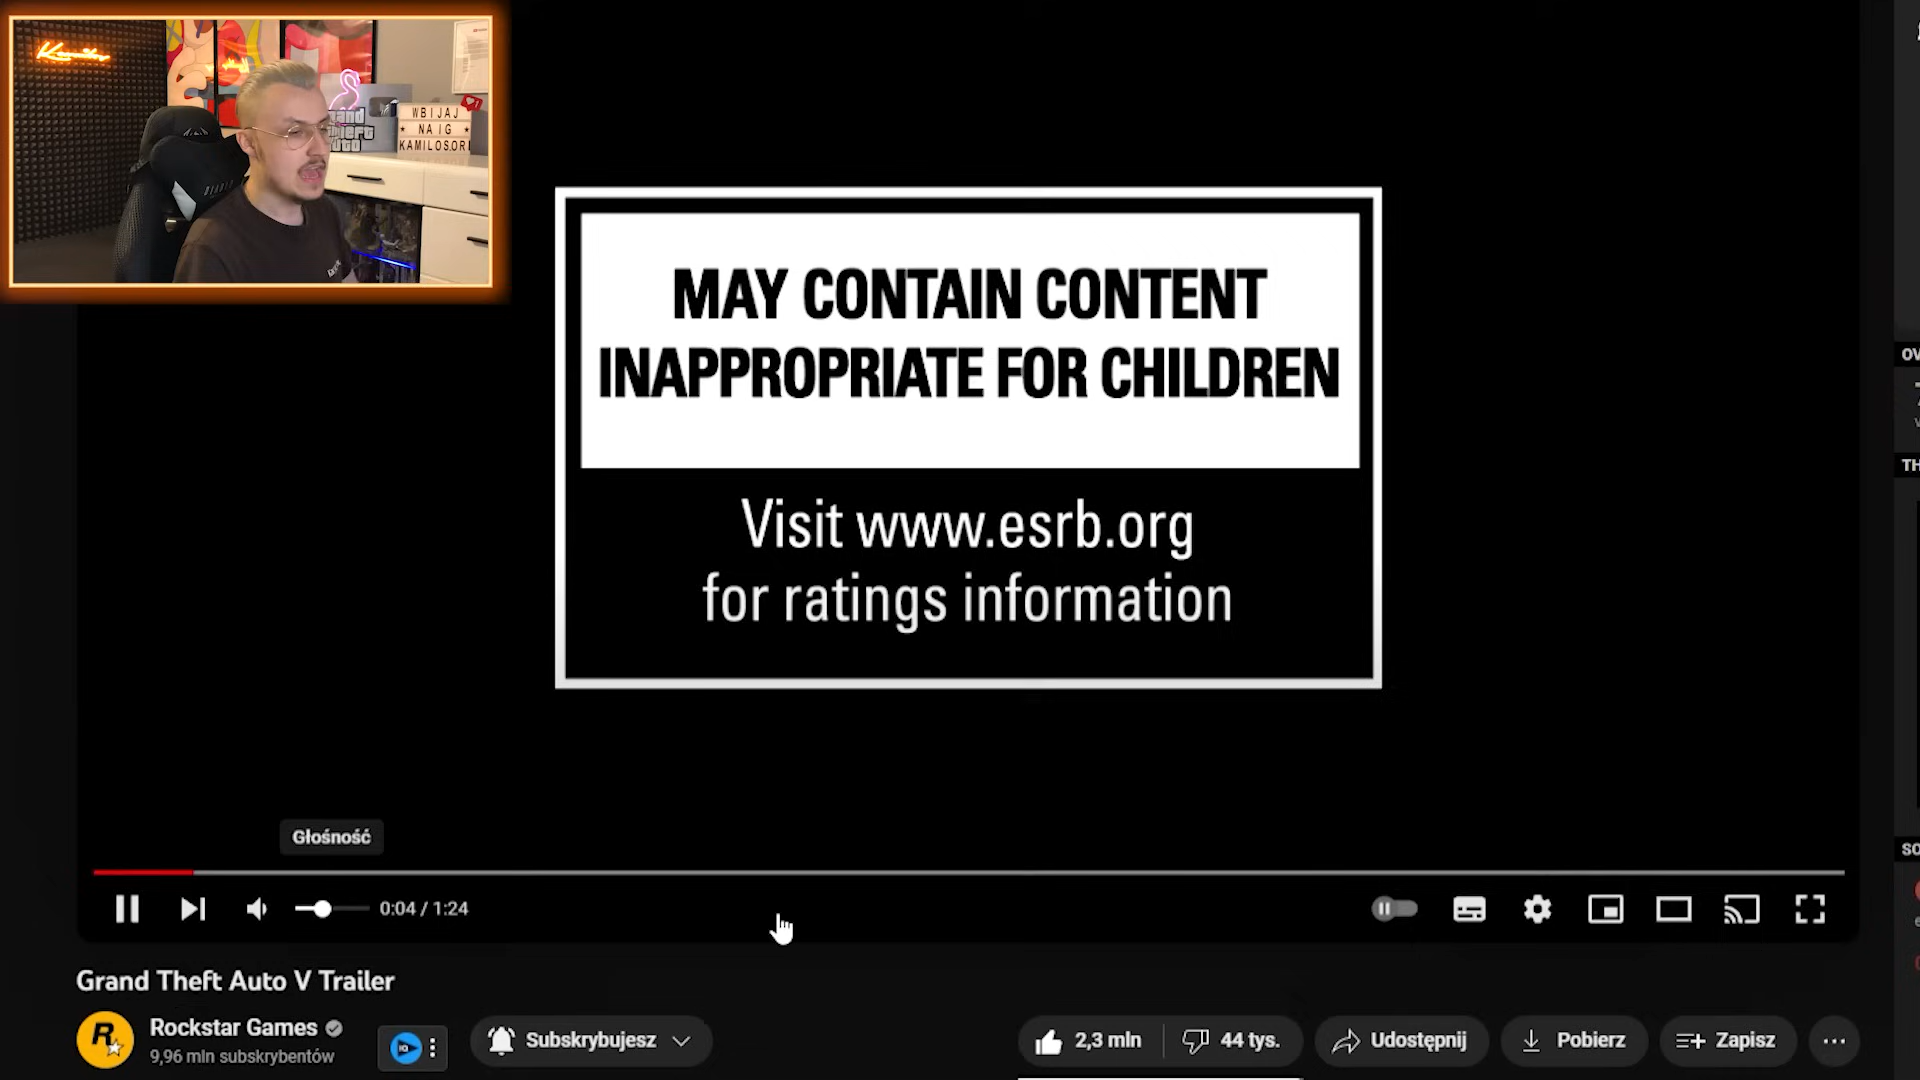 WBIJAJ
NA IG
KAMILOS.OR
MAY CONTAIN CONTENT
INAPPROPRIATE FOR CHILDREN
Visit www.esrb.org
for ratings information
Głośność
0:04 / 1:24
Grand Theft Auto V Trailer
Rockstar Games
9,96 mln subskrybentów
Subskrybujesz
2,3 mln
44 tys.
Udostępnij
Pobierz
Zapisz